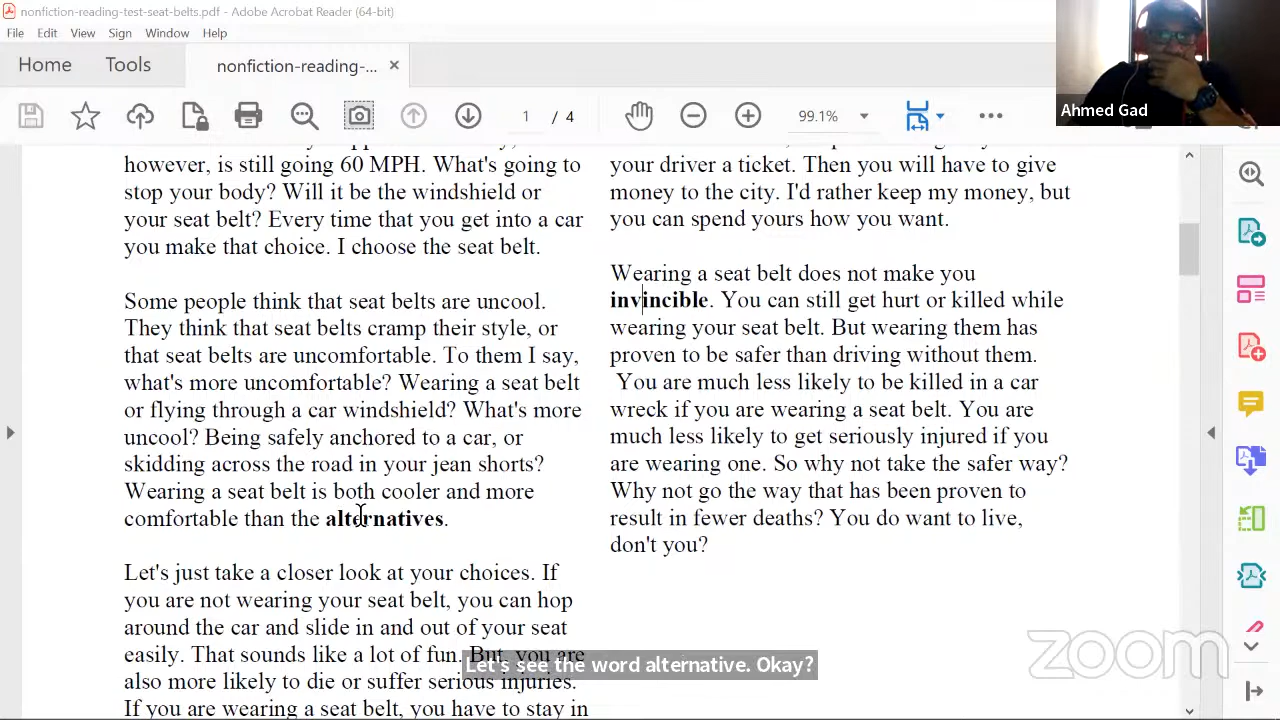 nonfiction-reading-test-seat-belts.pdf - Adobe Acrobat Reader (64-bit)
File Edit View Sign Window Help
Home Tools nonfiction-reading-... ×
1 / 4 99.1%
Ahmed Gad
however, is still going 60 MPH. What's going to
stop your body? Will it be the windshield or
your seat belt? Every time that you get into a car
you make that choice. I choose the seat belt.
Some people think that seat belts are uncool.
They think that seat belts cramp their style, or
that seat belts are uncomfortable. To them I say,
what's more uncomfortable? Wearing a seat belt
or flying through a car windshield? What's more
uncool? Being safely anchored to a car, or
skidding across the road in your jean shorts?
Wearing a seat belt is both cooler and more
comfortable than the alternatives.
Let's just take a closer look at your choices. If
you are not wearing your seat belt, you can hop
around the car and slide in and out of your seat
easily. That sounds like a lot of fun. But, you are
also more likely to die or suffer serious injuries.
If you are wearing a seat belt, you have to stay in
your driver a ticket. Then you will have to give
money to the city. I'd rather keep my money, but
you can spend yours how you want.
Wearing a seat belt does not make you
invincible. You can still get hurt or killed while
wearing your seat belt. But wearing them has
proven to be safer than driving without them.
You are much less likely to be killed in a car
wreck if you are wearing a seat belt. You are
much less likely to get seriously injured if you
are wearing one. So why not take the safer way?
Why not go the way that has been proven to
result in fewer deaths? You do want to live,
don't you?
Let's see the word alternative. Okay?
zoom